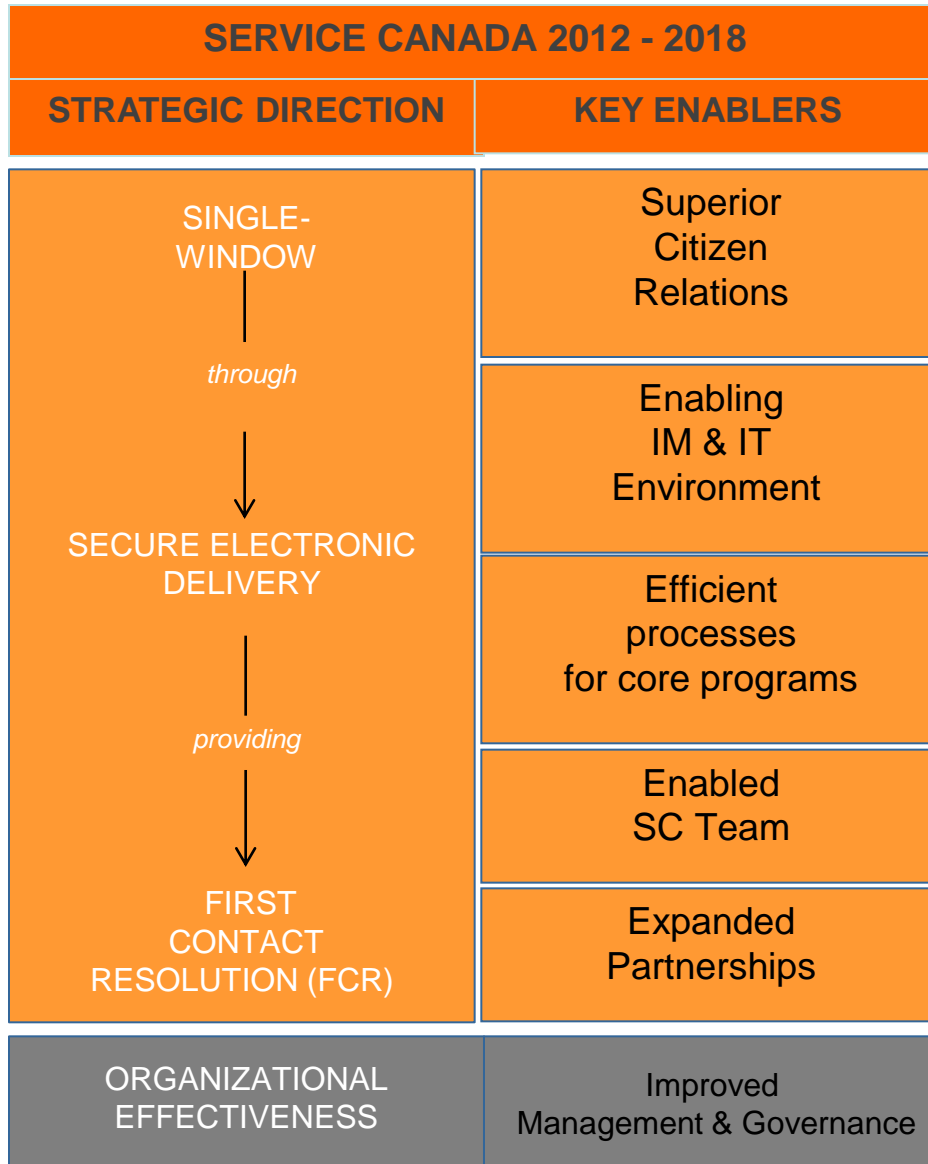 SERVICE CANADA 2012 - 2018
STRATEGIC DIRECTION
KEY ENABLERS
SINGLE-
WINDOW
through
SECURE ELECTRONIC
DELIVERY
providing
FIRST
CONTACT
RESOLUTION (FCR)
Superior
Citizen
Relations
Enabling
IM & IT
Environment
Efficient
processes
for core programs
Enabled
SC Team
Expanded
Partnerships
ORGANIZATIONAL
EFFECTIVENESS
Improved
Management & Governance